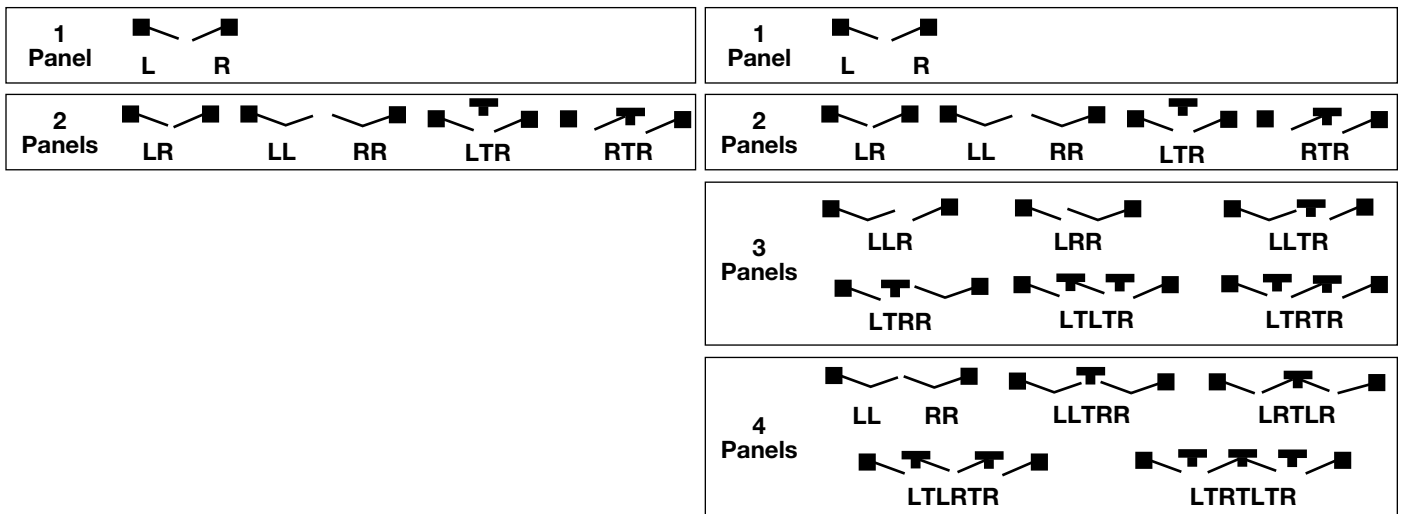 1
Panel
L R
2
Panels
LR LL RR LTR RTR
1
Panel
L R
2
Panels
LR LL RR LTR RTR
3
Panels
LLR LRR LLTR
LTRR LTLTR LTRTR
4
Panels
LL RR LLTRR LRTLR
LTLRTR LTRTLTR